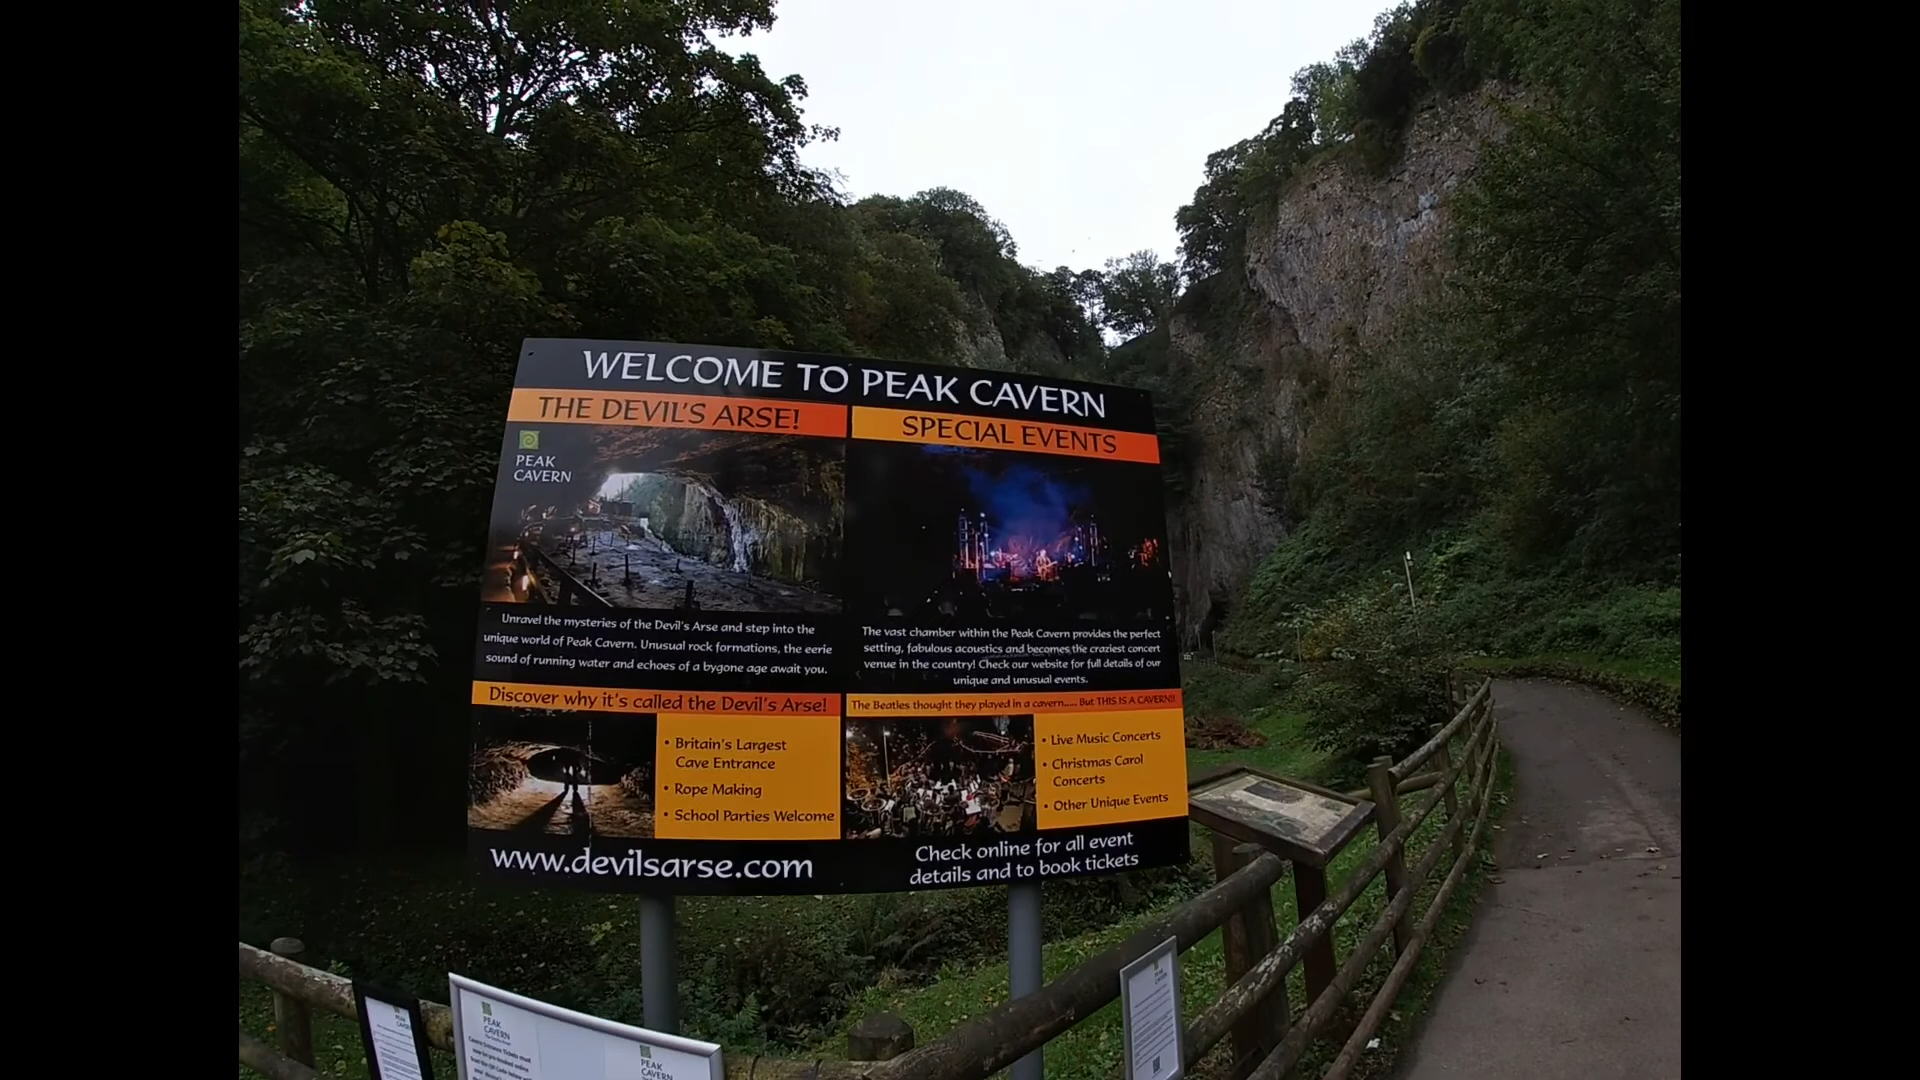 WELCOME TO PEAK CAVERN
THE DEVIL'S ARSE!
PEAK
CAVERN
Unravel the mysteries of the Devil's Arse and step into the
unique world of Peak Cavern. Unusual rock formations, the eerie
sound of running water and echoes of a bygone age await you.
Discover why it's called the Devil's Arse!
• Britain's Largest
Cave Entrance
• Rope Making
• School Parties Welcome
www.devilsarse.com
SPECIAL EVENTS
The vast chamber within the Peak Cavern provides the perfect
setting, fabulous acoustics and becomes the craziest concert
venue in the country! Check our website for full details of our
unique and unusual events.
The Beatles thought they played in a cavern..... But THIS IS A CAVERN!!
• Live Music Concerts
• Christmas Carol
Concerts
• Other Unique Events
Check online for all event
details and to book tickets
PEAK
CAVERN
PEAK
CAVERN